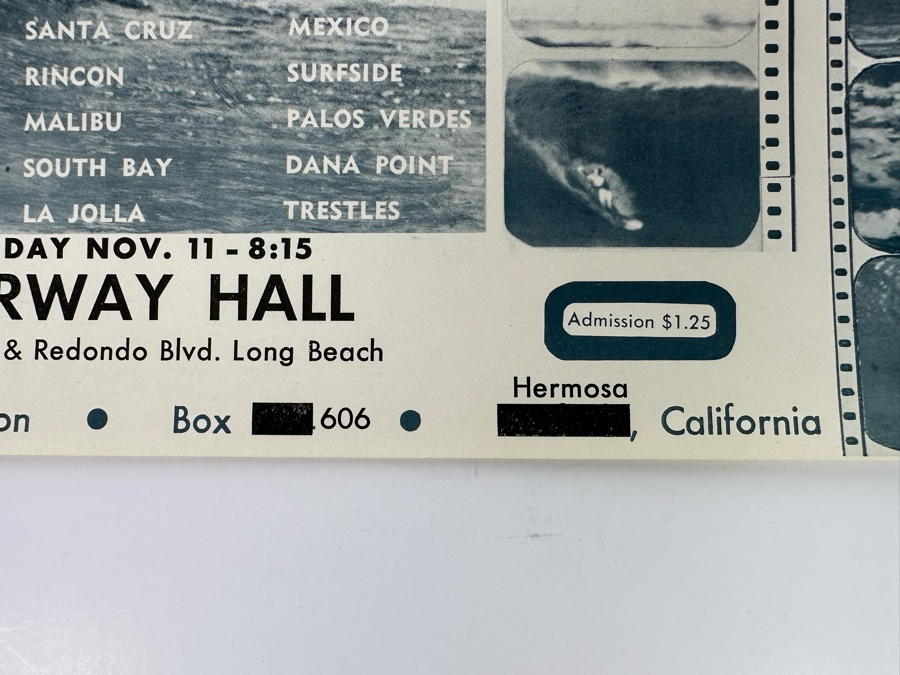 SANTA CRUZ MEXICO
RINCON SURFSIDE
MALIBU PALOS VERDES
SOUTH BAY DANA POINT
LA JOLLA TRESTLES
DAY NOV. 11 - 8:15
RWAY HALL
& Redondo Blvd. Long Beach
Admission $1.25
Hermosa
on • Box 606 • , California